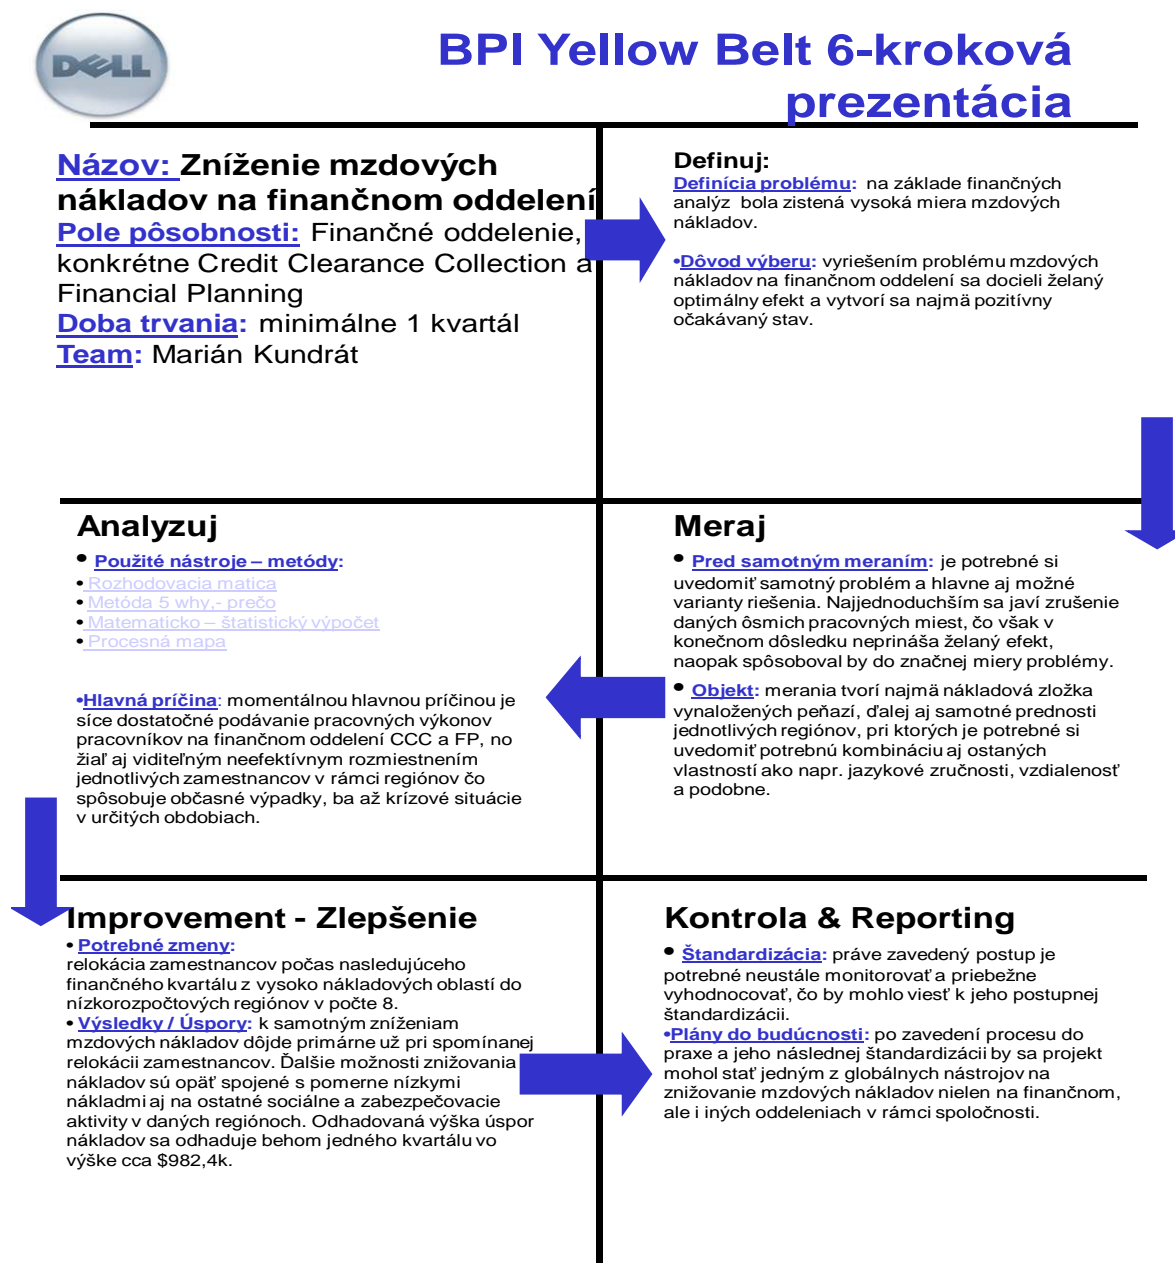 DELL
BPI Yellow Belt 6-kroková
prezentácia
Názov: Zníženie mzdových
nákladov na finančnom oddelení
Pole pôsobnosti: Finančné oddelenie,
konkrétne Credit Clearance Collection a
Financial Planning
Doba trvania: minimálne 1 kvartál
Team: Marián Kundrát
Definuj:
Definícia problému: na základe finančných
analýz bola zistená vysoká miera mzdových
nákladov.
•Dôvod výberu: vyriešením problému mzdových
nákladov na finančnom oddelení sa docieli želaný
optimálny efekt a vytvorí sa najmä pozitívny
očakávaný stav.
Analyzuj
• Použité nástroje – metódy:
• Rozhodovacia matica
• Metóda 5 why,- prečo
• Matematicko – štatistický výpočet
• Procesná mapa
•Hlavná príčina: momentálnou hlavnou príčinou je
síce dostatočné podávanie pracovných výkonov
pracovníkov na finančnom oddelení CCC a FP, no
žiaľ aj viditeľným neefektívnym rozmiestnením
jednotlivých zamestnancov v rámci regiónov čo
spôsobuje občasné výpadky, ba až krízové situácie
v určitých obdobiach.
Meraj
• Pred samotným meraním: je potrebné si
uvedomiť samotný problém a hlavne aj možné
varianty riešenia. Najjednoduchším sa javí zrušenie
daných ôsmich pracovných miest, čo však v
konečnom dôsledku neprináša želaný efekt,
naopak spôsoboval by do značnej miery problémy.
• Objekt: merania tvorí najmä nákladová zložka
vynaložených peňazí, ďalej aj samotné prednosti
jednotlivých regiónov, pri ktorých je potrebné si
uvedomiť potrebnú kombináciu aj ostaných
vlastností ako napr. jazykové zručnosti, vzdialenosť
a podobne.
Improvement - Zlepšenie
• Potrebné zmeny:
relokácia zamestnancov počas nasledujúceho
finančného kvartálu z vysoko nákladových oblastí do
nízkorozpočtových regiónov v počte 8.
• Výsledky / Úspory: k samotným zníženiam
mzdových nákladov dôjde primárne už pri spomínanej
relokácii zamestnancov. Ďalšie možnosti znižovania
nákladov sú opäť spojené s pomerne nízkymi
nákladmi aj na ostatné sociálne a zabezpečovacie
aktivity v daných regiónoch. Odhadovaná výška úspor
nákladov sa odhaduje behom jedného kvartálu vo
výške cca $982,4k.
Kontrola & Reporting
• Štandardizácia: práve zavedený postup je
potrebné neustále monitorovať a priebežne
vyhodnocovať, čo by mohlo viesť k jeho postupnej
štandardizácii.
•Plány do budúcnosti: po zavedení procesu do
praxe a jeho následnej štandardizácii by sa projekt
mohol stať jedným z globálnych nástrojov na
znižovanie mzdových nákladov nielen na finančnom,
ale i iných oddeleniach v rámci spoločnosti.